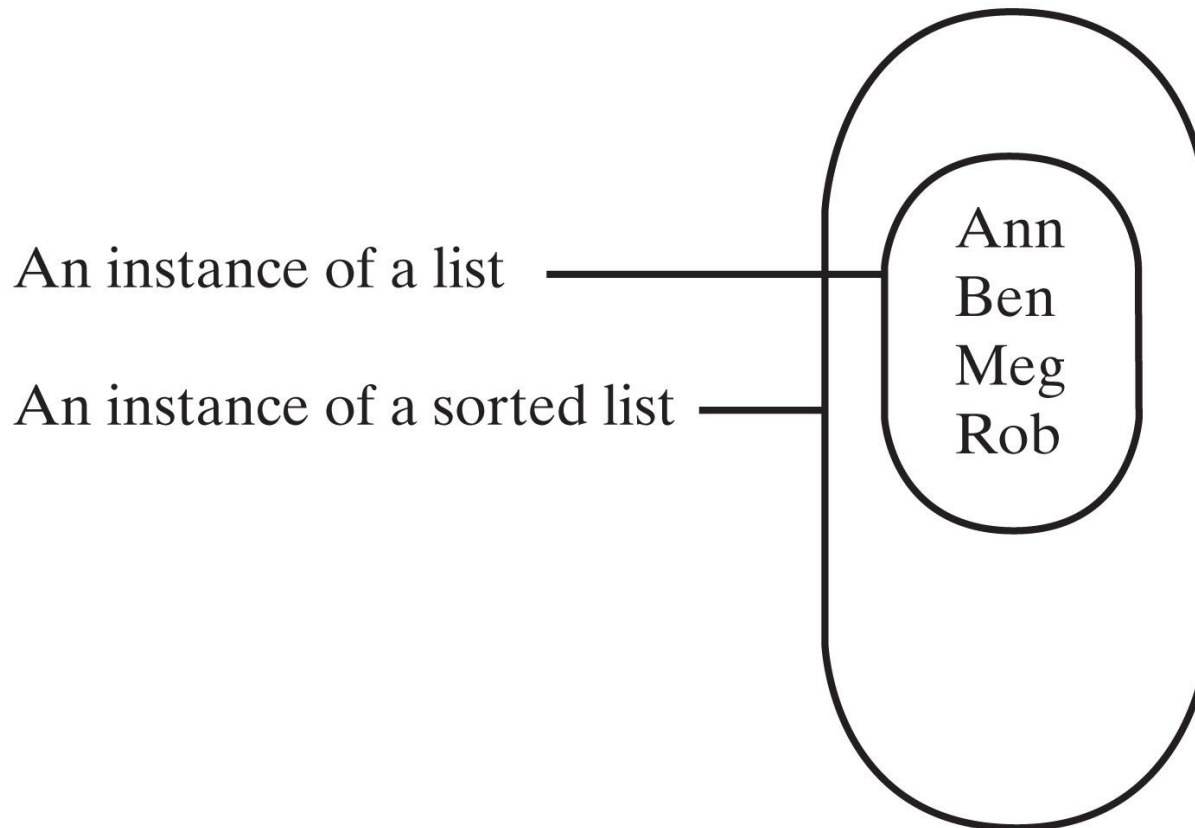 An instance of a list
An instance of a sorted list
Ann
Ben
Meg
Rob